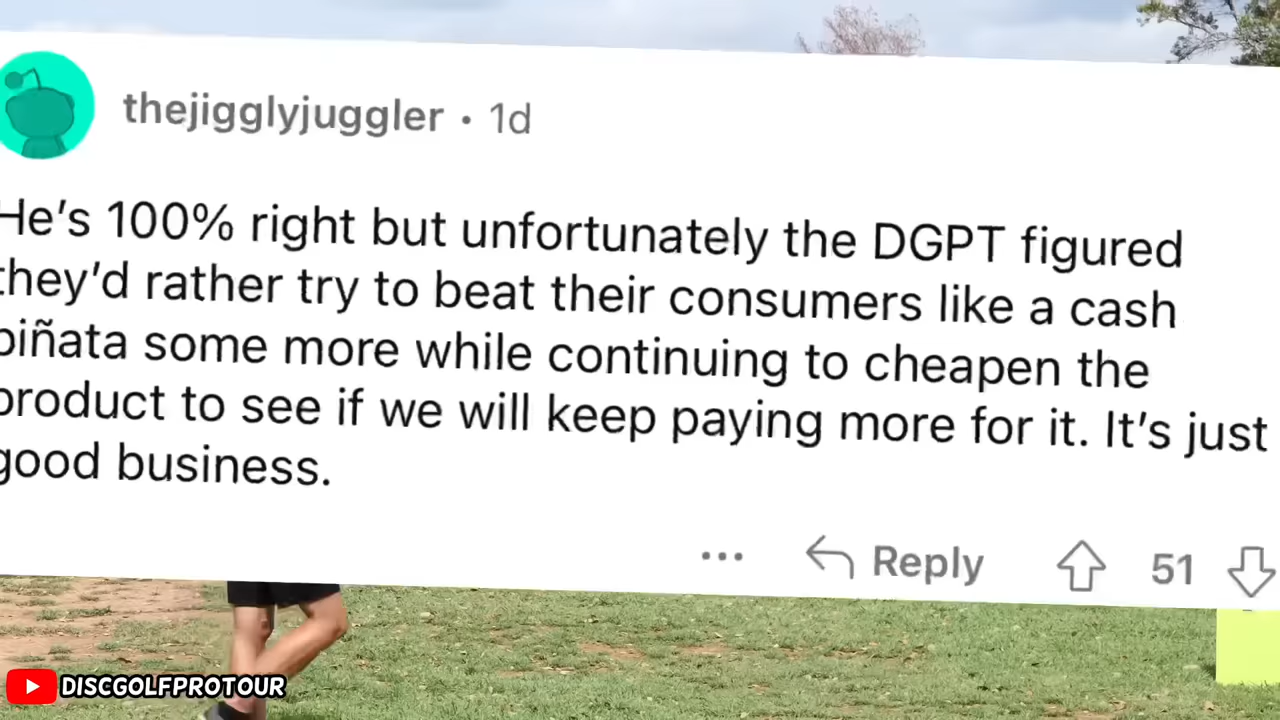 thejigglyjuggler • 1d
He's 100% right but unfortunately the DGPT figured
they'd rather try to beat their consumers like a cash
piñata some more while continuing to cheapen the
product to see if we will keep paying more for it. It's just
good business.
... Reply 51
DISCGOLFPROTOUR